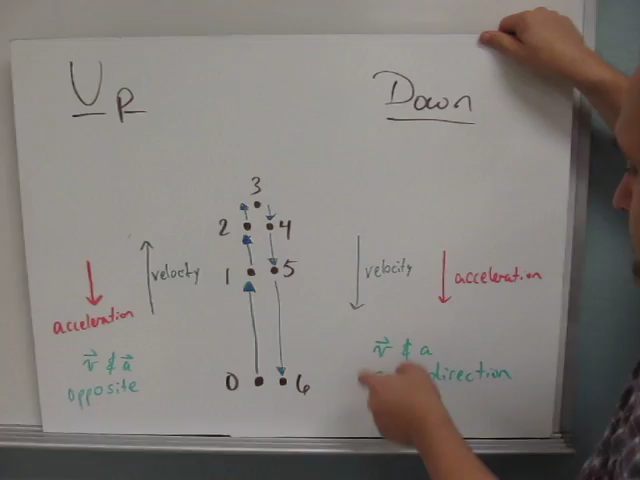 Up
Down
3
2
4
velocity
1
5
velocity
acceleration
acceleration
v & a
opposite
v & a
direction
0
6